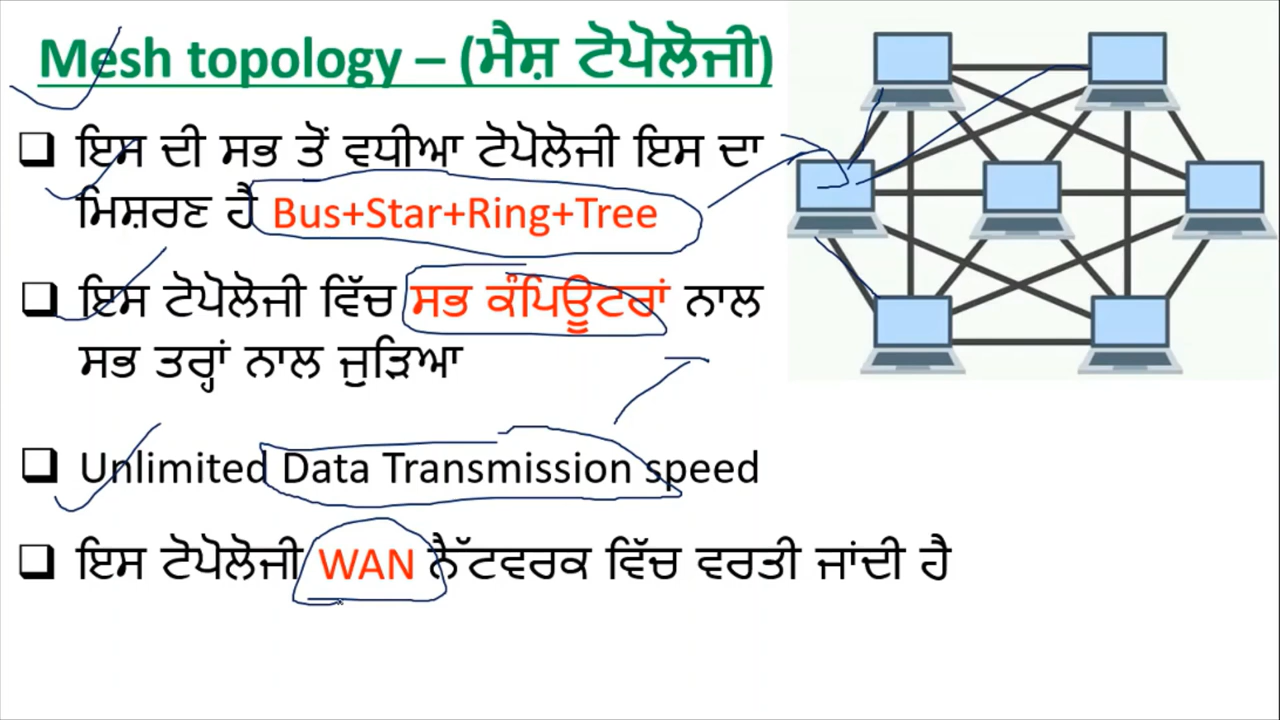 Mesh topology – (ਮੈਸ਼ ਟੋਪੋਲੋਜੀ)
ਇਸ ਦੀ ਸਭ ਤੋਂ ਵਧੀਆ ਟੋਪੋਲੋਜੀ ਇਸ ਦਾ
ਮਿਸ਼ਰਣ ਹੈ Bus+Star+Ring+Tree
ਇਸ ਟੋਪੋਲੋਜੀ ਵਿੱਚ ਸਭ ਕੰਪਿਊਟਰਾਂ ਨਾਲ
ਸਭ ਤਰ੍ਹਾਂ ਨਾਲ ਜੁੜਿਆ
Unlimited Data Transmission speed
ਇਸ ਟੋਪੋਲੋਜੀ WAN ਨੈੱਟਵਰਕ ਵਿੱਚ ਵਰਤੀ ਜਾਂਦੀ ਹੈ